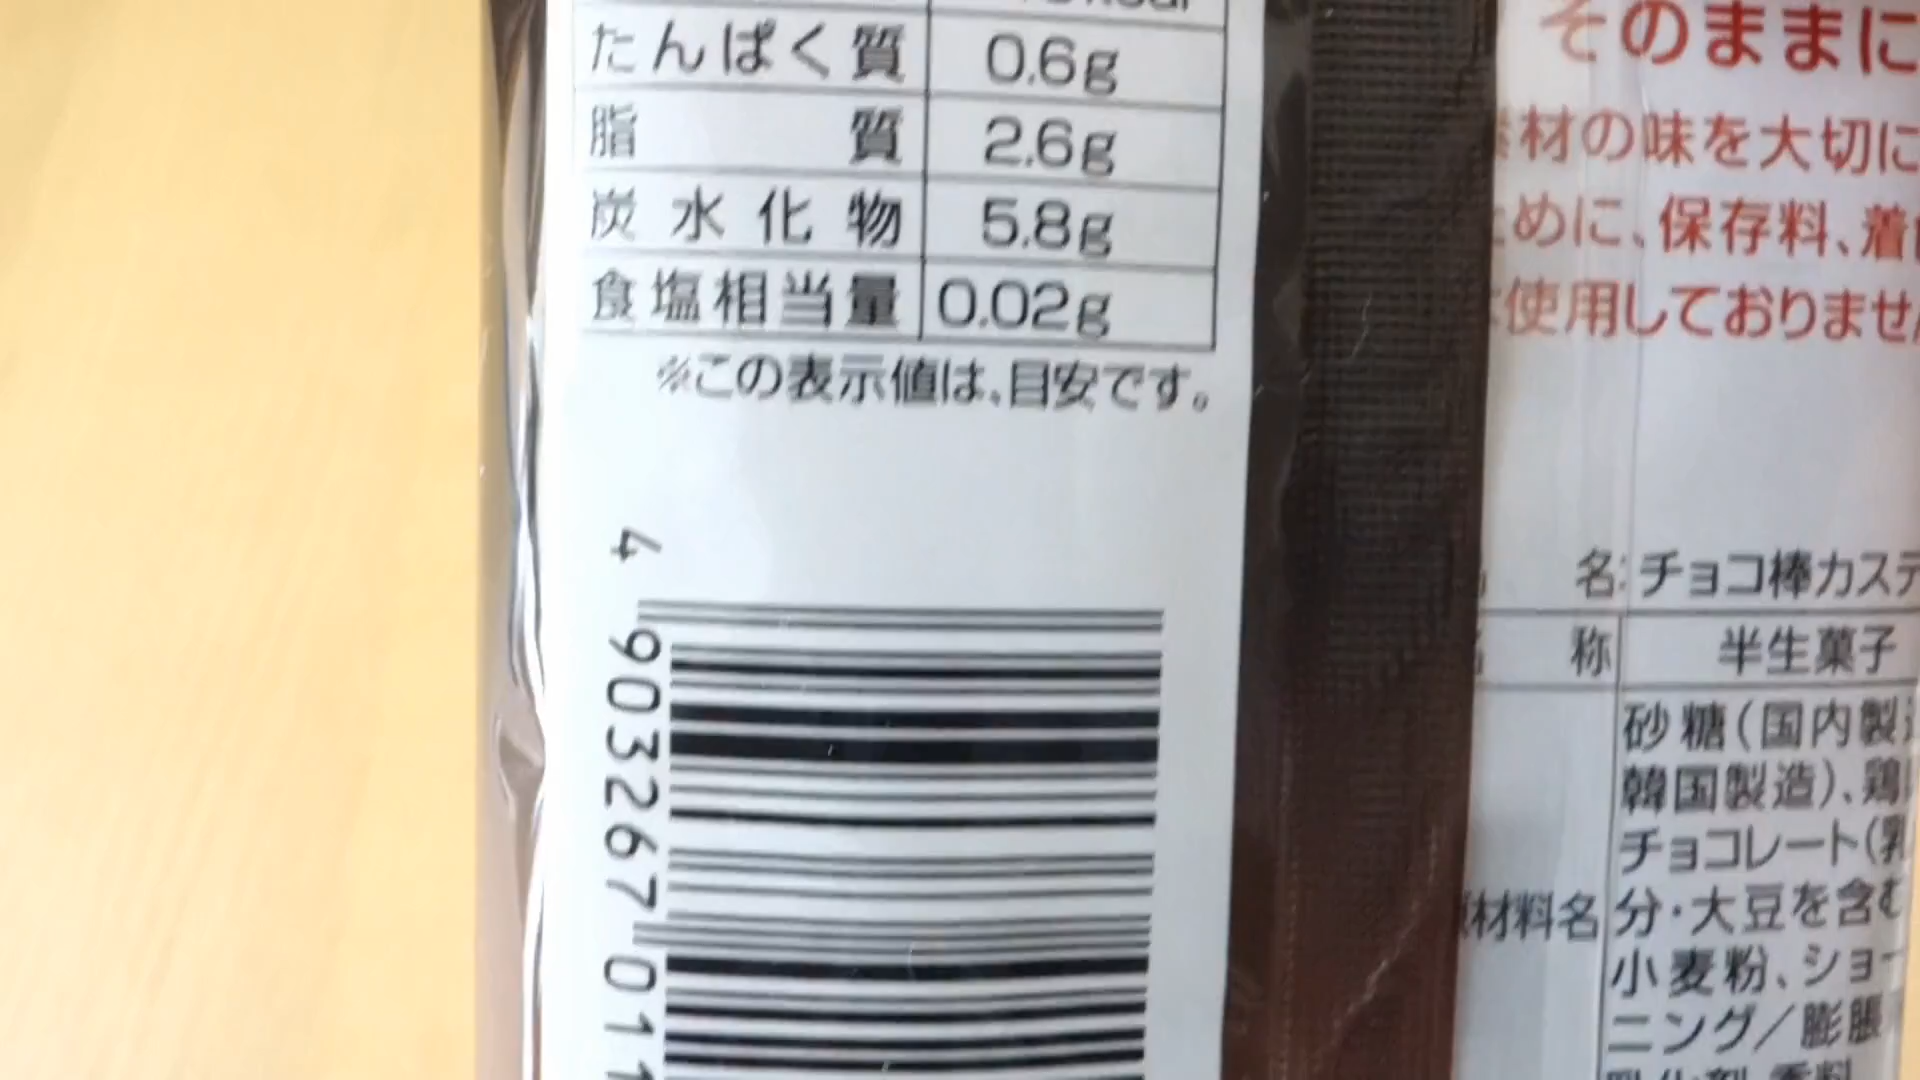 たんぱく質 0.6g
脂質 2.6g
炭水化物 5.8g
食塩相当量 0.02g
※この表示値は、目安です。
4 903267 011
そのままに
材の味を大切に
めに、保存料、着
使用しておりませ
名:チョコ棒カステ
称 半生菓子
材料名
砂糖(国内製造
韓国製造)、鶏
チョコレート(乳
分・大豆を含む
小麦粉、ショー
ニング/膨脹